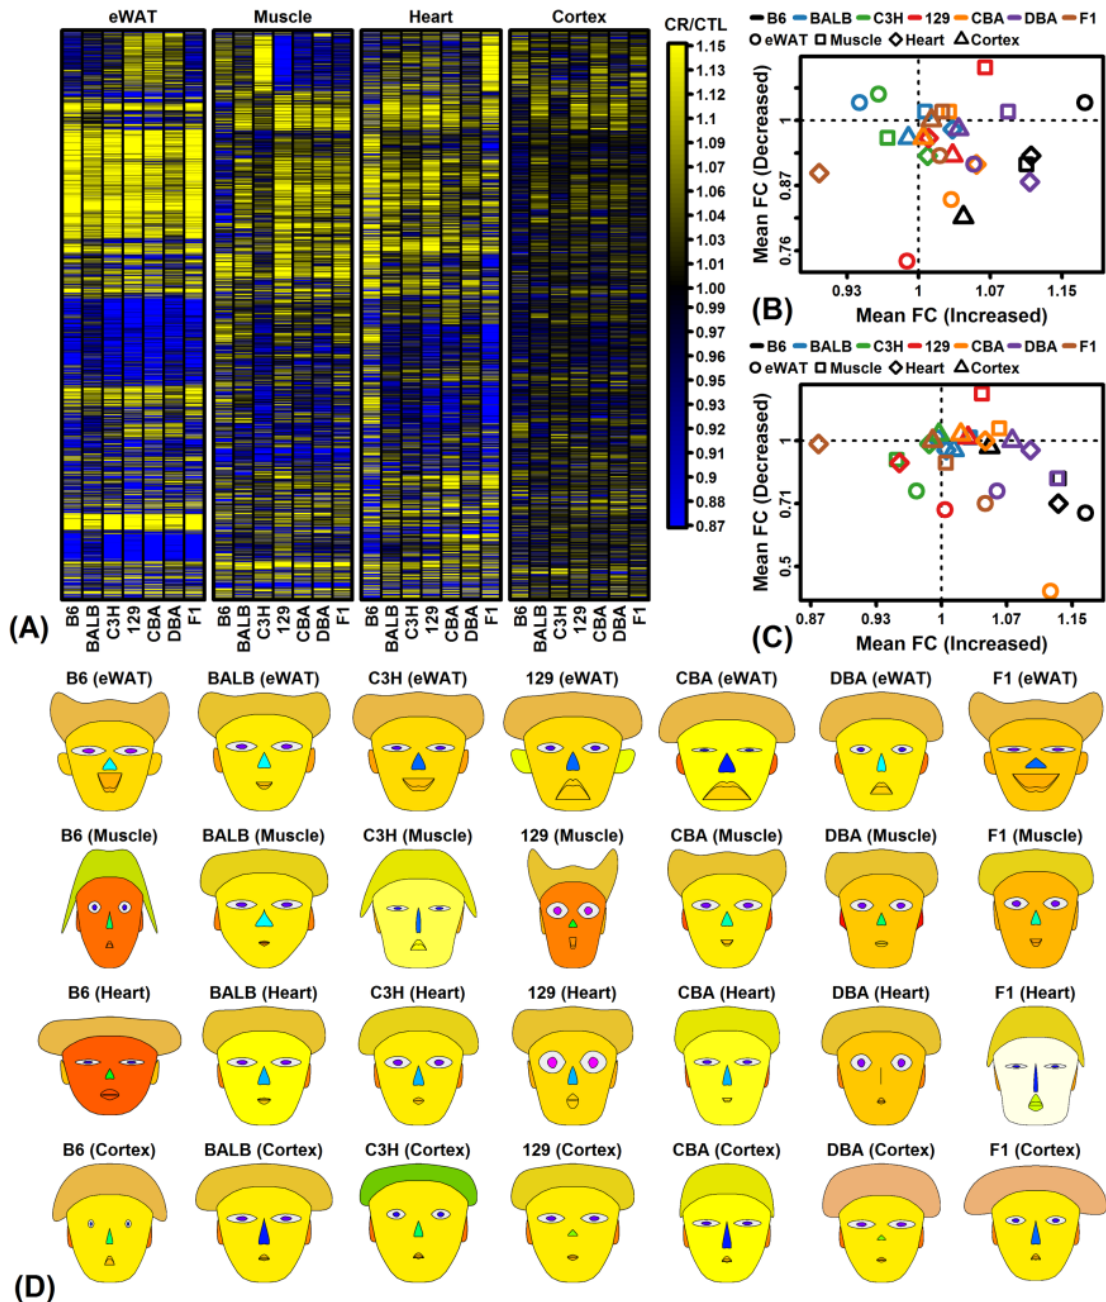 eWAT Muscle Heart Cortex
CR/CTL
1.15
1.13
1.12
1.1
1.09
1.07
1.06
1.04
1.03
1.01
1.00
0.99
0.97
0.96
0.95
0.93
0.92
0.91
0.9
0.88
0.87
B6 BALB C3H 129 CBA DBA F1
B6 BALB C3H 129 CBA DBA F1
B6 BALB C3H 129 CBA DBA F1
B6 BALB C3H 129 CBA DBA F1
(A)
B6 BALB C3H 129 CBA DBA F1
eWAT Muscle Heart Cortex
Mean FC (Decreased)
1
0.87
0.76
0.93 1 1.07 1.15
(B) Mean FC (Increased)
B6 BALB C3H 129 CBA DBA F1
eWAT Muscle Heart Cortex
Mean FC (Decreased)
1
0.71
0.5
0.87 0.93 1 1.07 1.15
Mean FC (Increased)
(C)
B6 (eWAT) BALB (eWAT) C3H (eWAT) 129 (eWAT) CBA (eWAT) DBA (eWAT) F1 (eWAT)
B6 (Muscle) BALB (Muscle) C3H (Muscle) 129 (Muscle) CBA (Muscle) DBA (Muscle) F1 (Muscle)
B6 (Heart) BALB (Heart) C3H (Heart) 129 (Heart) CBA (Heart) DBA (Heart) F1 (Heart)
B6 (Cortex) BALB (Cortex) C3H (Cortex) 129 (Cortex) CBA (Cortex) DBA (Cortex) F1 (Cortex)
(D)